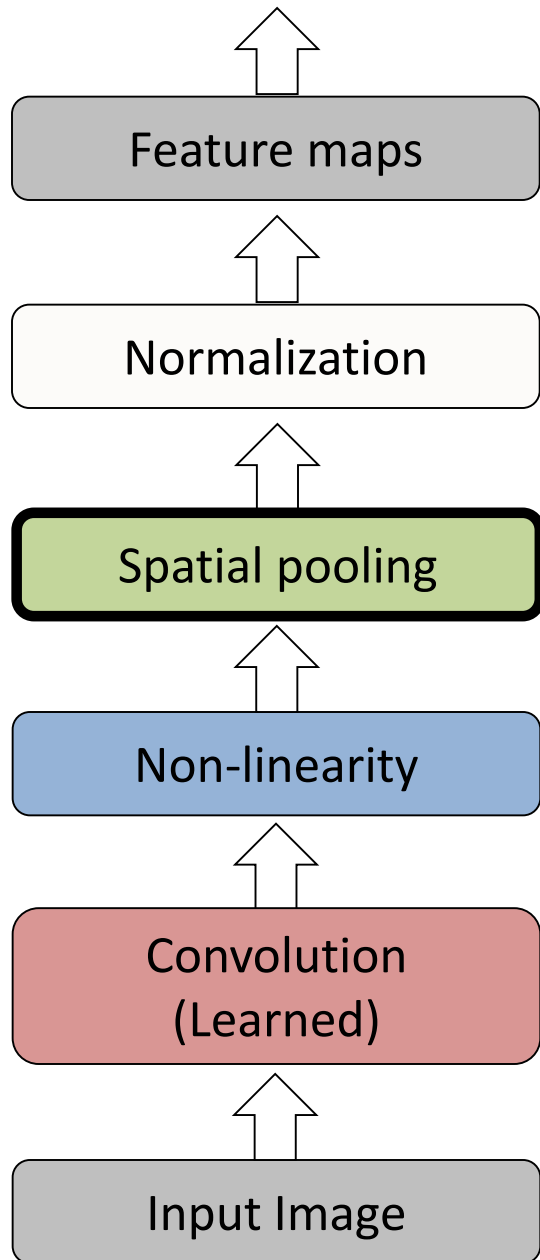 Feature maps
Normalization
Spatial pooling
Non-linearity
Convolution
(Learned)
Input Image